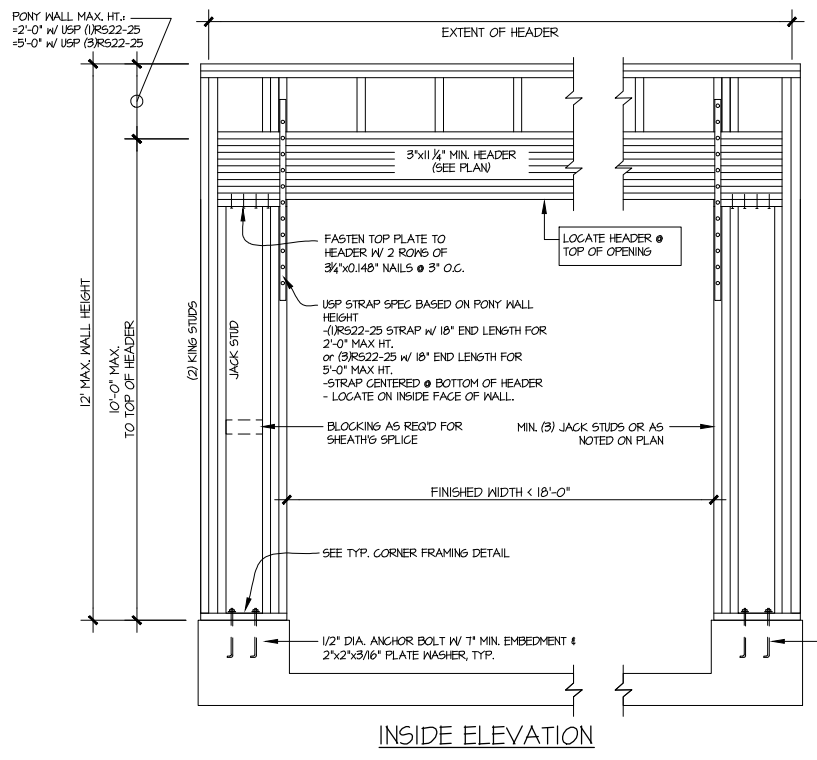 PONY WALL MAX. HT.:
=2'-0" W/ USP (1)RS22-25
=5'-0" W/ USP (3)RS22-25
EXTENT OF HEADER
3"x11 1/4" MIN. HEADER
(SEE PLAN)
FASTEN TOP PLATE TO
HEADER W/ 2 ROWS OF
3 1/4"x0.148" NAILS @ 3" O.C.
LOCATE HEADER @
TOP OF OPENING
USP STRAP SPEC BASED ON PONY WALL
HEIGHT
-(1)RS22-25 STRAP W/ 18" END LENGTH FOR
2'-0" MAX HT.
or (3)RS22-25 W/ 18" END LENGTH FOR
5'-0" MAX HT.
-STRAP CENTERED @ BOTTOM OF HEADER
- LOCATE ON INSIDE FACE OF WALL.
12' MAX. WALL HEIGHT
10'-0" MAX.
TO TOP OF HEADER
(2) KING STUDS
JACK STUD
BLOCKING AS REQ'D FOR
SHEATH'G SPLICE
MIN. (3) JACK STUDS OR AS
NOTED ON PLAN
FINISHED WIDTH < 18'-0"
SEE TYP. CORNER FRAMING DETAIL
1/2" DIA. ANCHOR BOLT W/ 7" MIN. EMBEDMENT &
2"x2"x3/16" PLATE WASHER, TYP.
INSIDE ELEVATION